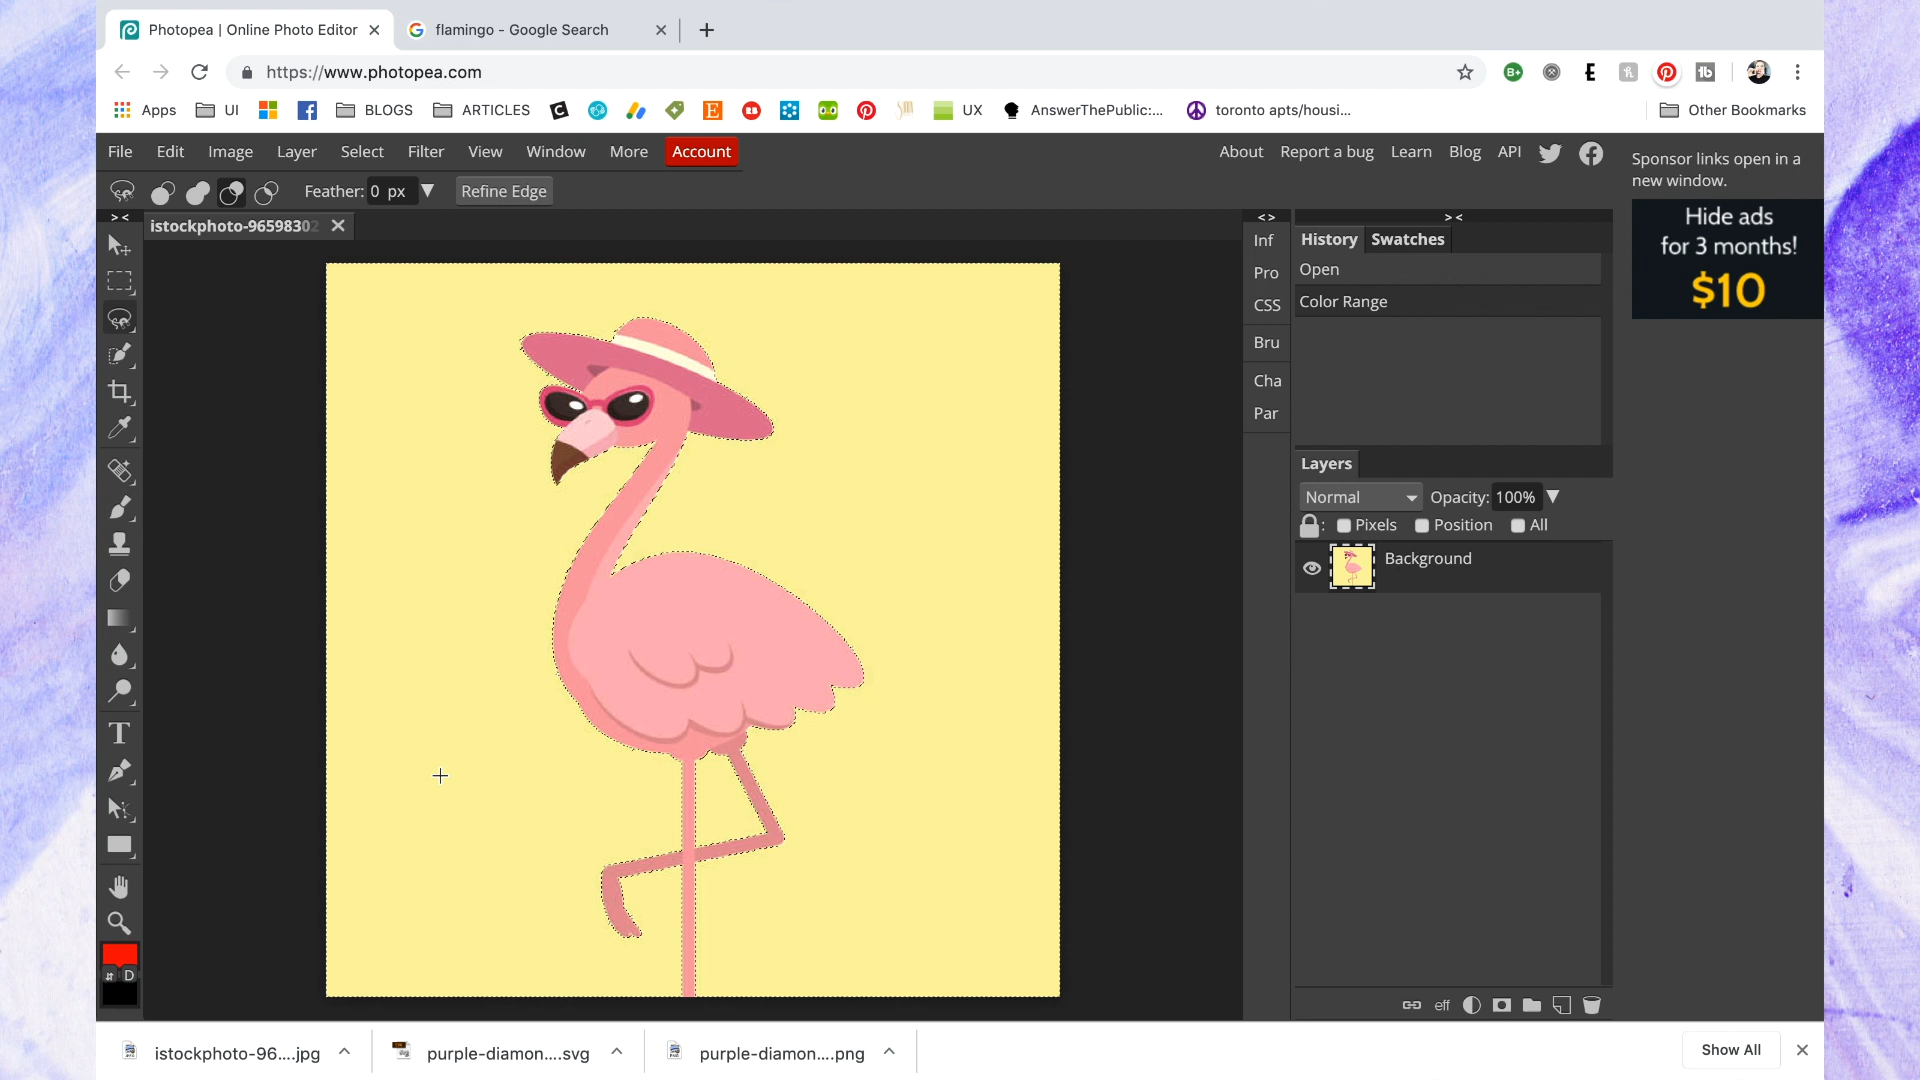 Photopea | Online Photo Editor
flamingo - Google Search
https://www.photopea.com
Apps UI BLOGS ARTICLES UX AnswerThePublic:... toronto apts/housi... Other Bookmarks
File Edit Image Layer Select Filter View Window More Account About Report a bug Learn Blog API
Feather: 0 px Refine Edge
istockphoto-96598302
> <
< >
> <
Inf
Pro
CSS
Bru
Cha
Par
History Swatches
Open
Color Range
Layers
Normal Opacity: 100%
: Pixels Position All
Background
eff
T
D
Sponsor links open in a
new window.
Hide ads
for 3 months!
$10
istockphoto-96....jpg
purple-diamon....svg
purple-diamon....png
Show All